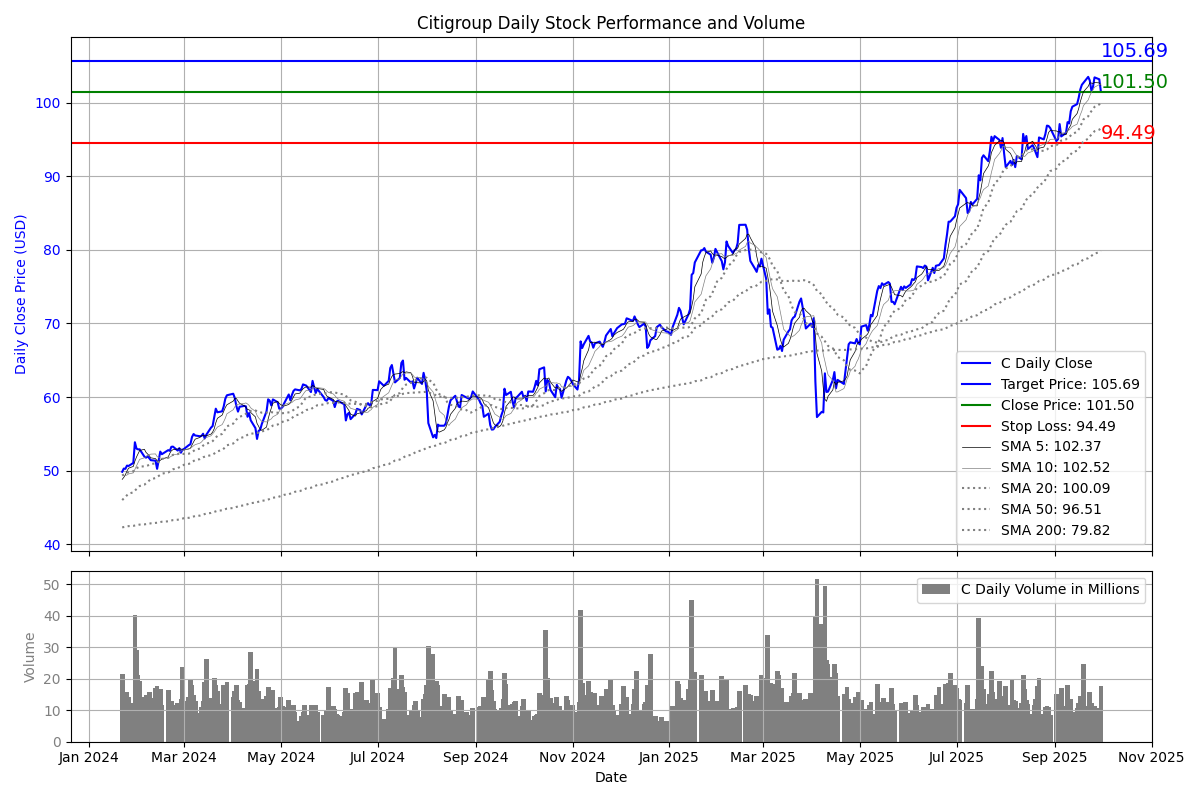 Citigroup Daily Stock Performance and Volume
105.69
101.50
94.49
100
90
80
70
60
50
40
Daily Close Price (USD)
C Daily Close
Target Price: 105.69
Close Price: 101.50
Stop Loss: 94.49
SMA 5: 102.37
SMA 10: 102.52
SMA 20: 100.09
SMA 50: 96.51
SMA 200: 79.82
50
40
30
20
10
0
Volume
C Daily Volume in Millions
Jan 2024 Mar 2024 May 2024 Jul 2024 Sep 2024 Nov 2024 Jan 2025 Mar 2025 May 2025 Jul 2025 Sep 2025 Nov 2025
Date